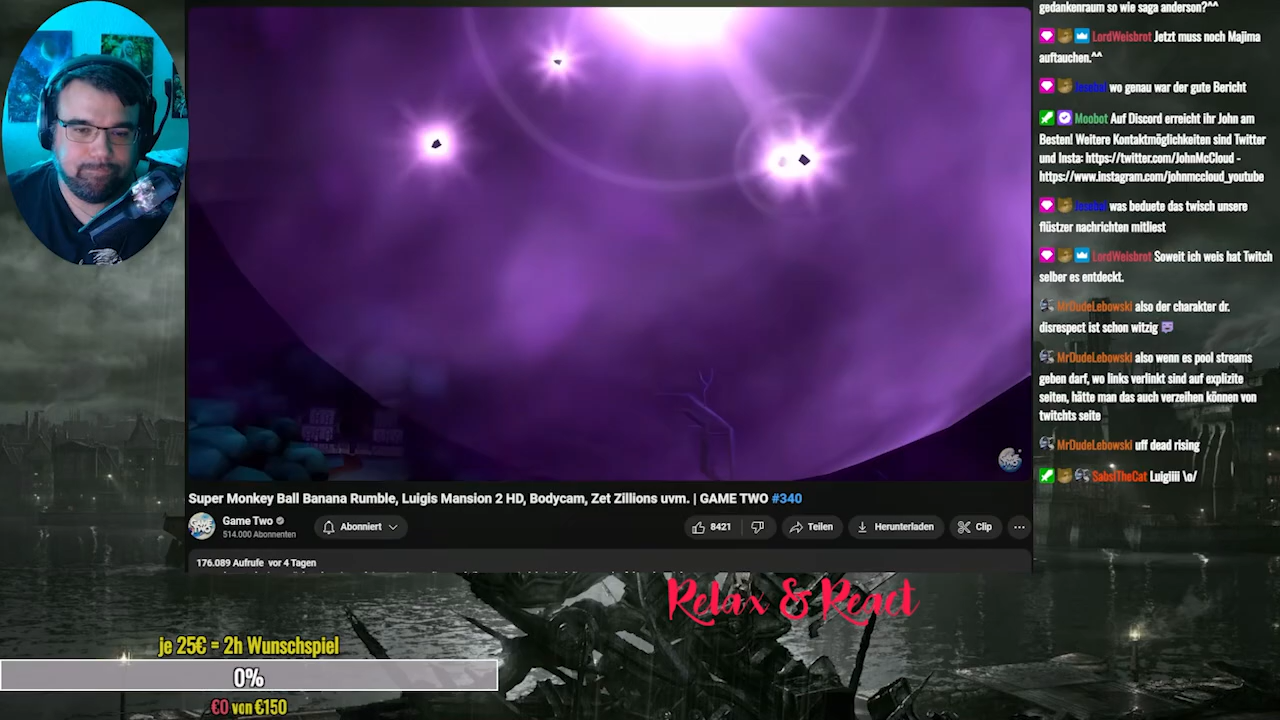 gedankenraum so wie saga anderson?^^
LordWeisbrot Jetzt muss noch Majima
auftauchen.^^
wo genau war der gute Bericht
Moobot Auf Discord erreicht ihr John am
Besten! Weitere Kontaktmöglichkeiten sind Twitter
und Insta: https://twitter.com/JohnMcCloud -
https://www.instagram.com/johnmccloud_youtube
was beduete das twisch unsere
flüstzer nachrichten mitliest
LordWeisbrot Soweit ich weis hat Twitch
selber es entdeckt.
MrDudeLebowski also der charakter dr.
disrespect ist schon witzig
MrDudeLebowski also wenn es pool streams
geben darf, wo links verlinkt sind auf explizite
seiten, hätte man das auch verzeihen können von
twitchts seite
MrDudeLebowski uff dead rising
SabsiTheCat Luigiiii \o/
GAME TWO
Super Monkey Ball Banana Rumble, Luigis Mansion 2 HD, Bodycam, Zet Zillions uvm. | GAME TWO #340
GAME TWO
Game Two
514.000 Abonnenten
Abonniert
8421
Teilen
Herunterladen
Clip
176.089 Aufrufe vor 4 Tagen
Relax & React
je 25€ = 2h Wunschspiel
0%
€0 von €150